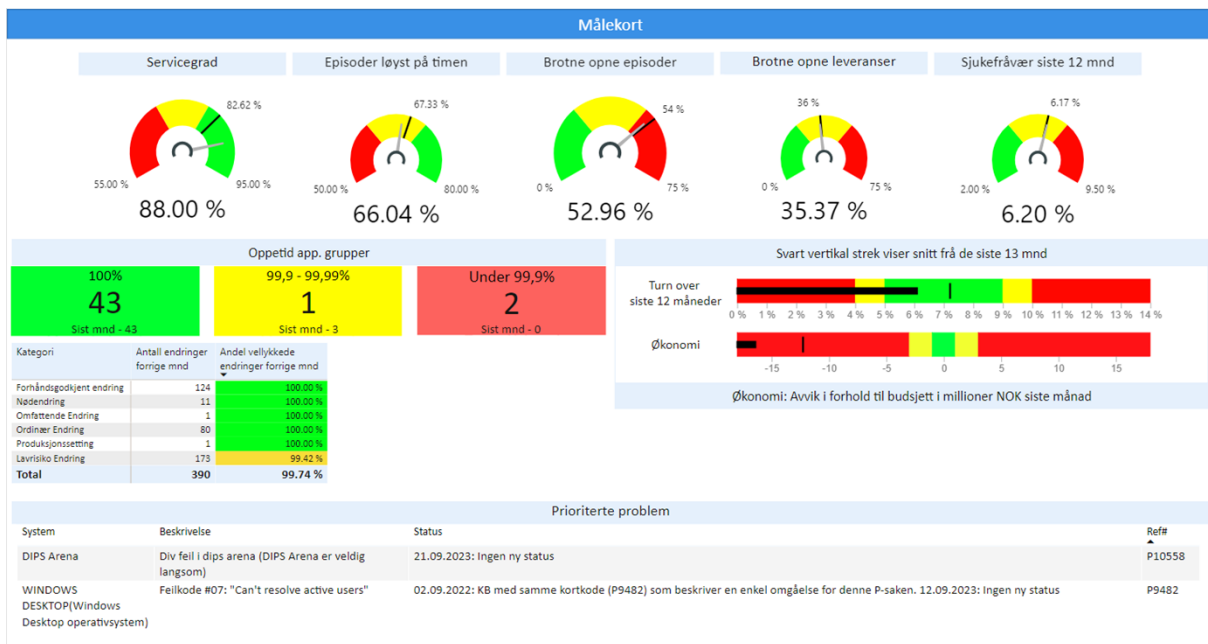 Målekort
Servicegrad
Episoder løyst på timen
Brotne opne episoder
Brotne opne leveranser
Sjukefråvær siste 12 mnd
82.62 %
55.00 %
95.00 %
88.00 %
67.33 %
50.00 %
80.00 %
66.04 %
54 %
0 %
75 %
52.96 %
36 %
0 %
75 %
35.37 %
6.17 %
2.00 %
9.50 %
6.20 %
Oppetid app. grupper
100%
43
Sist mnd - 43
99,9 - 99,99%
1
Sist mnd - 3
Under 99,9%
2
Sist mnd - 0
Kategori Antall endringer Andel vellykkede
forrige mnd endringer forrige mnd
Forhåndsgodkjent endring 124 100.00 %
Nødendring 11 100.00 %
Omfattende Endring 1 100.00 %
Ordinær Endring 80 100.00 %
Produksjonssetting 1 100.00 %
Lavrisiko Endring 173 99.42 %
Total 390 99.74 %
Svart vertikal strek viser snitt frå de siste 13 mnd
Turn over
siste 12 måneder
0 % 1 % 2 % 3 % 4 % 5 % 6 % 7 % 8 % 9 % 10 % 11 % 12 % 13 % 14 %
Økonomi
-15 -10 -5 0 5 10 15
Økonomi: Avvik i forhold til budsjett i millioner NOK siste månad
Prioriterte problem
System Beskrivelse Status Ref#
DIPS Arena Div feil i dips arena (DIPS Arena er veldig 21.09.2023: Ingen ny status P10558
langsom)
WINDOWS Feilkode #07: "Can't resolve active users" 02.09.2022: KB med samme kortkode (P9482) som beskriver en enkel omgåelse for denne P-saken. 12.09.2023: Ingen ny status P9482
DESKTOP(Windows
Desktop operativsystem)